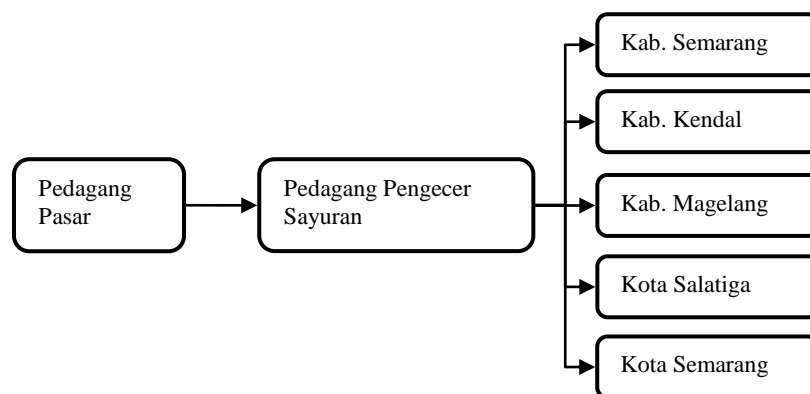 Pedagang
Pasar
Pedagang Pengecer
Sayuran
Kab. Semarang
Kab. Kendal
Kab. Magelang
Kota Salatiga
Kota Semarang